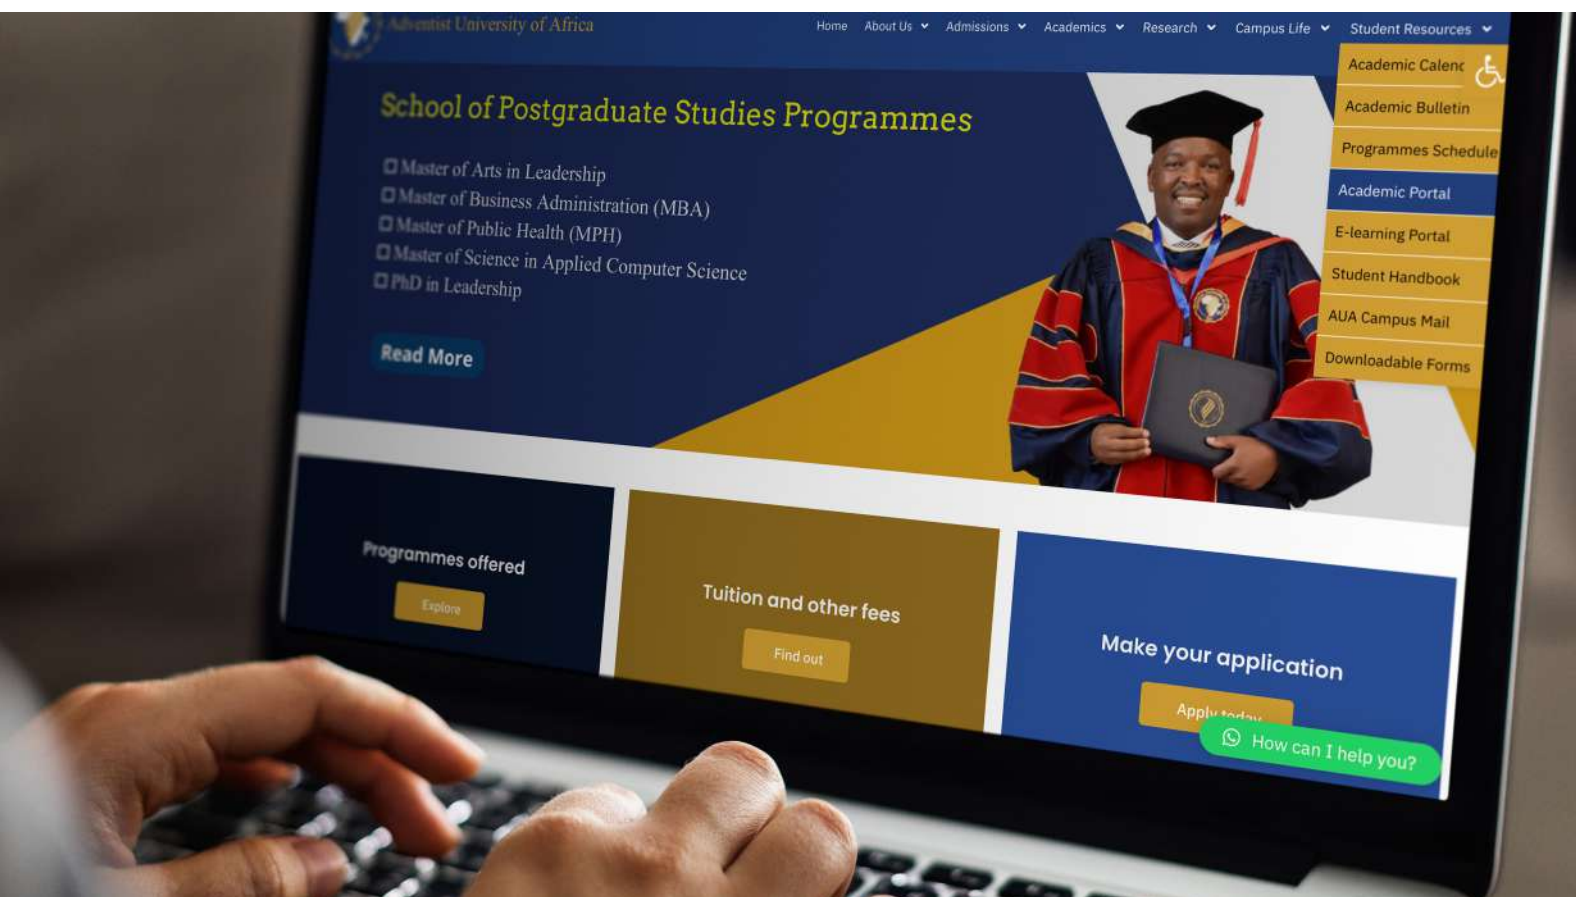 Adventist University of Africa
Home About Us Admissions Academics Research Campus Life Student Resources
Academic Calend
Academic Bulletin
Programmes Schedule
Academic Portal
E-learning Portal
Student Handbook
AUA Campus Mail
Downloadable Forms
School of Postgraduate Studies Programmes
Master of Arts in Leadership
Master of Business Administration (MBA)
Master of Public Health (MPH)
Master of Science in Applied Computer Science
PhD in Leadership
Read More
Programmes offered
Explore
Tuition and other fees
Find out
Make your application
Apply today
How can I help you?